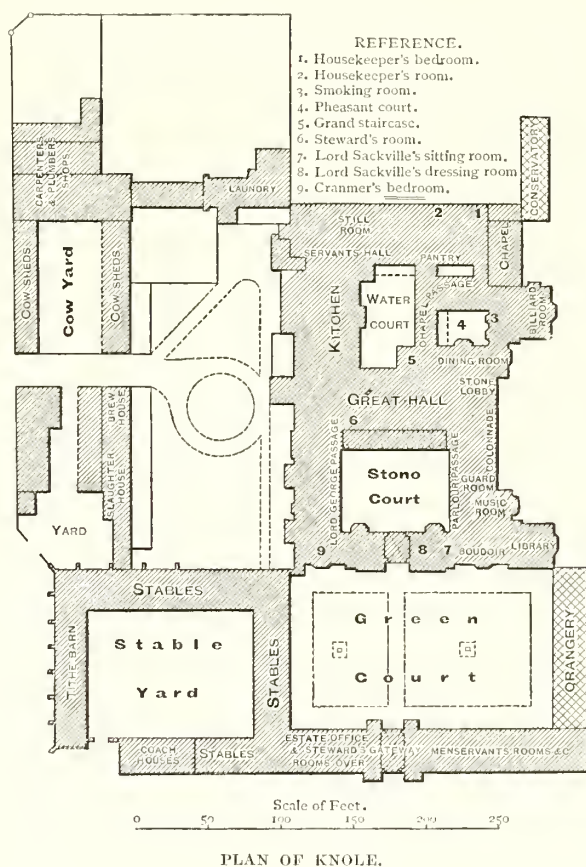 REFERENCE.
1. Housekeeper's bedroom.
2. Housekeeper's room.
3. Smoking room.
4. Pheasant court.
5. Grand staircase.
6. Steward's room.
7. Lord Sackville's sitting room.
8. Lord Sackville's dressing room
9. Cranmer's bedroom.
CONSERVATORY
CARPENTERS
& PLUMBERS
SHOPS
LAUNDRY
STILL
ROOM
2
1
SERVANTS HALL
PANTRY
CHAPEL
COW SHEDS
Cow Yard
COW SHEDS
KITCHEN
WATER
COURT
CHAPEL PASSAGE
4
3
BILLIARD
ROOM
5
DINING ROOM
STONE
LOBBY
GREAT HALL
COLONNADE
BREW
HOUSE
SLAUGHTER
HOUSE
YARD
6
LORD GEORGE PASSAGE
Stono
Court
PARLOUR PASSAGE
GUARD
ROOM
MUSIC
ROOM
9
8
7
BOUDOIR
LIBRARY
STABLES
TITHE BARN
Stable
Yard
STABLES
Green
Court
ORANGERY
COACH
HOUSES
STABLES
ESTATE OFFICE
& STEWARD'S
ROOMS OVER
GATEWAY
MENSERVANTS ROOMS &C
Scale of Feet.
0 50 100 150 200 250
PLAN OF KNOLE.